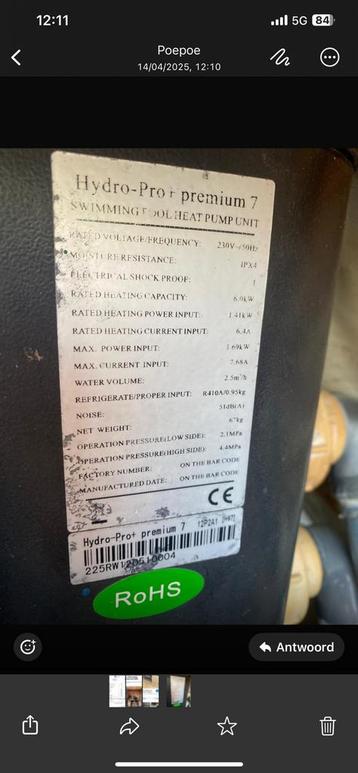 12:11
5G 84
Poepoe
14/04/2025, 12:10
Hydro-Pro+ premium 7
SWIMMING POOL HEAT PUMP UNIT
RATED VOLTAGE/FREQUENCY: 230V~/50Hz
MOISTURE RESISTANCE: IPX4
ELECTRICAL SHOCK PROOF: I
RATED HEATING CAPACITY: 6.0kW
RATED HEATING POWER INPUT: 1.41kW
RATED HEATING CURRENT INPUT: 6.4A
MAX. POWER INPUT: 1.69kW
MAX. CURRENT INPUT: 7.68A
WATER VOLUME: 2.5m³/h
REFRIGERATE/PROPER INPUT: R410A/0.95kg
NOISE: 51dB(A)
NET WEIGHT: 67kg
OPERATION PRESSURE(LOW SIDE): 2.1MPa
OPERATION PRESSURE(HIGH SIDE): 4.4MPa
FACTORY NUMBER: ON THE BAR CODE
MANUFACTURED DATE: ON THE BAR CODE
CE
Hydro-Pro+ premium 7 12P2A1
RoHS
Antwoord